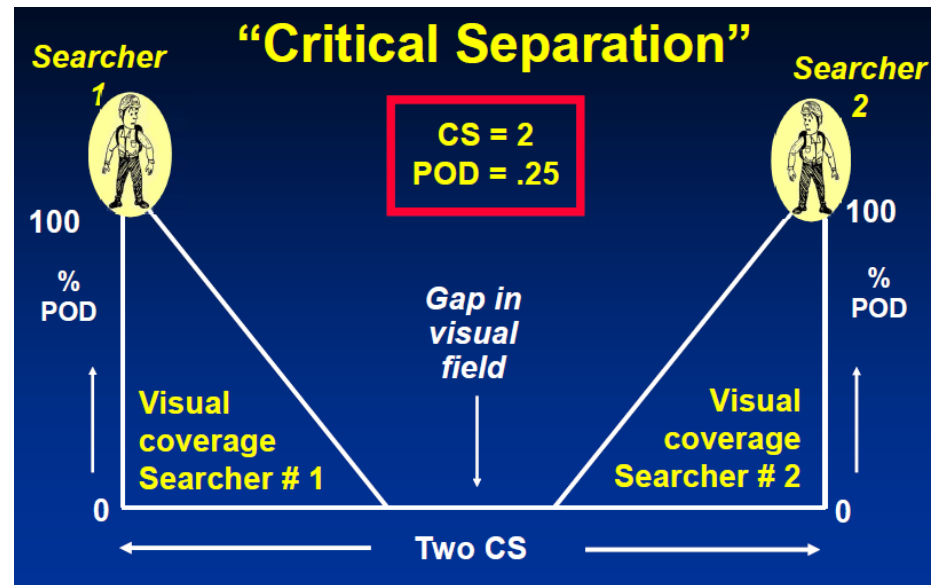 “Critical Separation”
Searcher
1
Searcher
2
CS = 2
POD = .25
100
%
POD
0
Visual
coverage
Searcher # 1
Gap in
visual
field
100
%
POD
0
Visual
coverage
Searcher # 2
Two CS